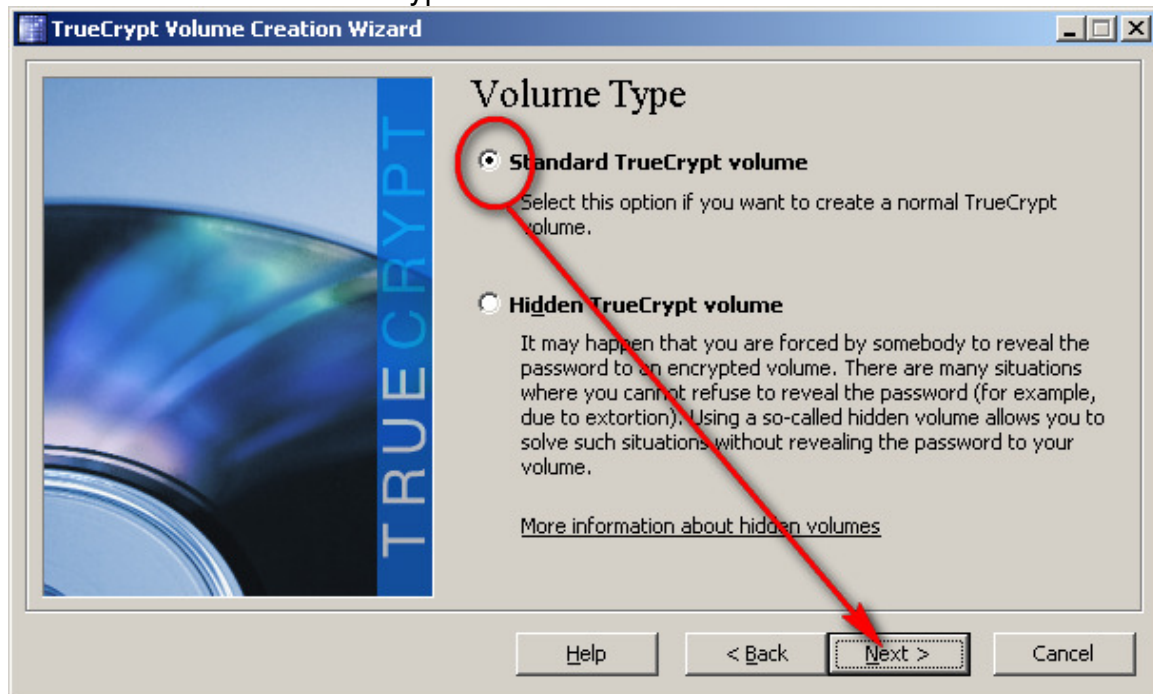 yp
TrueCrypt Volume Creation Wizard
TRUECRYPT
Volume Type
Standard TrueCrypt volume
Select this option if you want to create a normal TrueCrypt
volume.
Hidden TrueCrypt volume
It may happen that you are forced by somebody to reveal the
password to an encrypted volume. There are many situations
where you cannot refuse to reveal the password (for example,
due to extortion). Using a so-called hidden volume allows you to
solve such situations without revealing the password to your
volume.
More information about hidden volumes
Help
< Back
Next >
Cancel